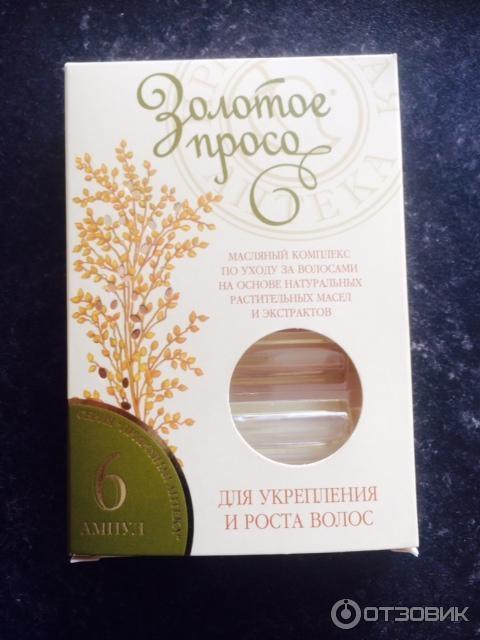 Золотое®
просо
МАСЛЯНЫЙ КОМПЛЕКС
ПО УХОДУ ЗА ВОЛОСАМИ
НА ОСНОВЕ НАТУРАЛЬНЫХ
РАСТИТЕЛЬНЫХ МАСЕЛ
И ЭКСТРАКТОВ
6
АМПУЛ
ДЛЯ УКРЕПЛЕНИЯ
И РОСТА ВОЛОС
ОТЗОВИК